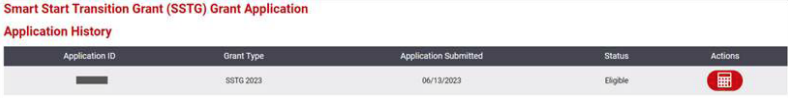 Smart Start Transition Grant (SSTG) Grant Application
Application History
Application ID Grant Type Application Submitted Status Actions
SSTG 2023 06/13/2023 Eligible